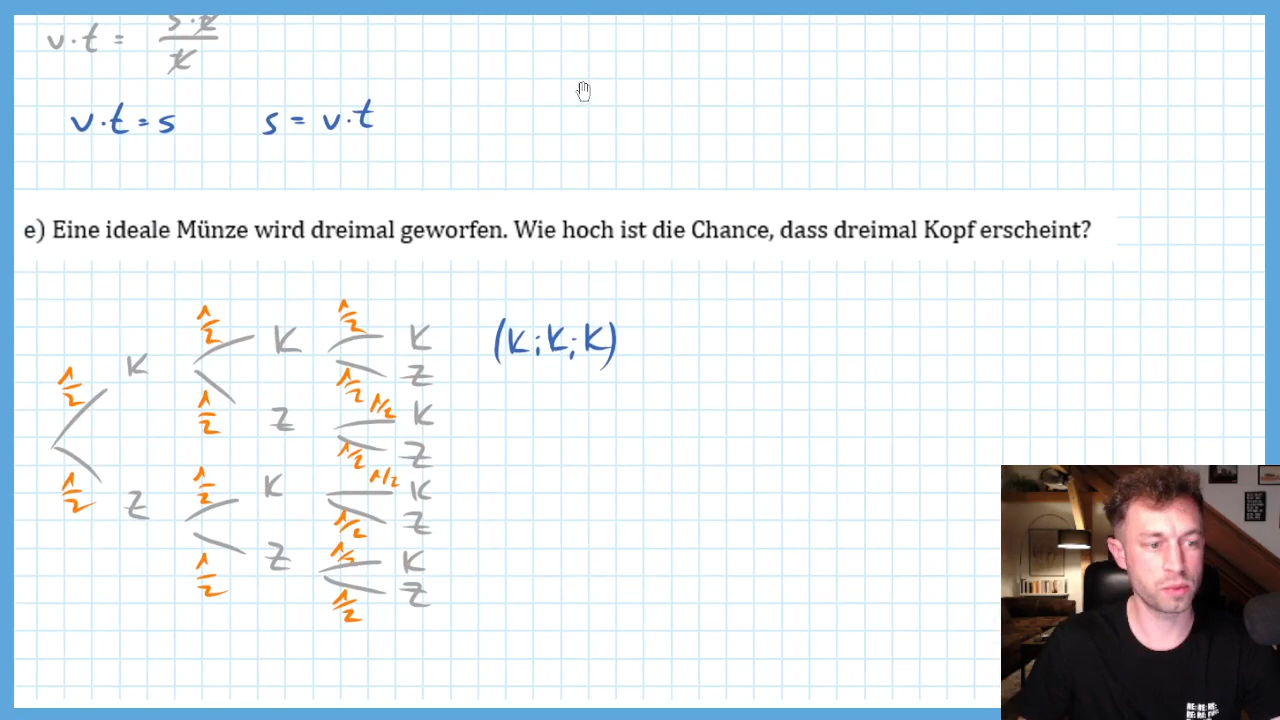 v·t = s·t/t
v·t = s s = v·t
e) Eine ideale Münze wird dreimal geworfen. Wie hoch ist die Chance, dass dreimal Kopf erscheint?
1/2 1/2
K K (K;K;K)
K
1/2 Z
1/2 1/2 1/2
Z K
1/2 Z
1/2 1/2 1/2
K K
Z 1/2 Z
1/2
Z K
1/2 Z
1/2